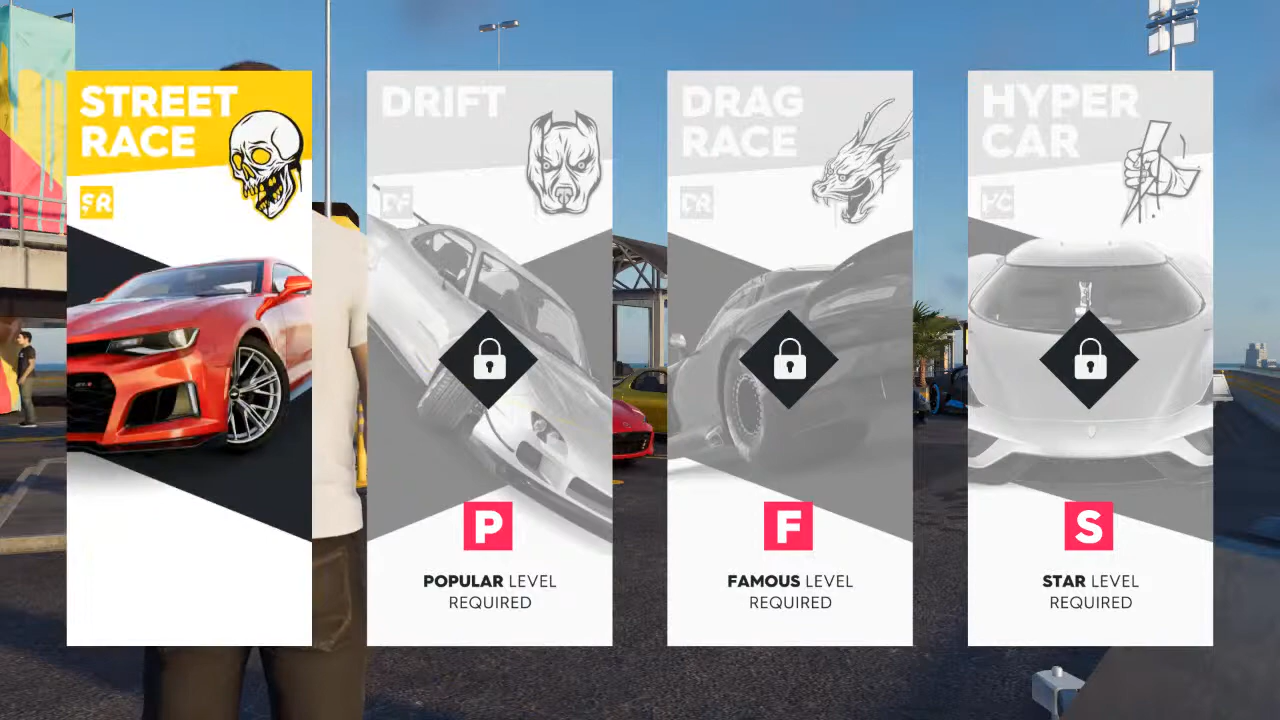 STREET
RACE
SR
DRIFT
DF
P
POPULAR LEVEL
REQUIRED
DRAG
RACE
DR
F
FAMOUS LEVEL
REQUIRED
HYPER
CAR
HC
S
STAR LEVEL
REQUIRED